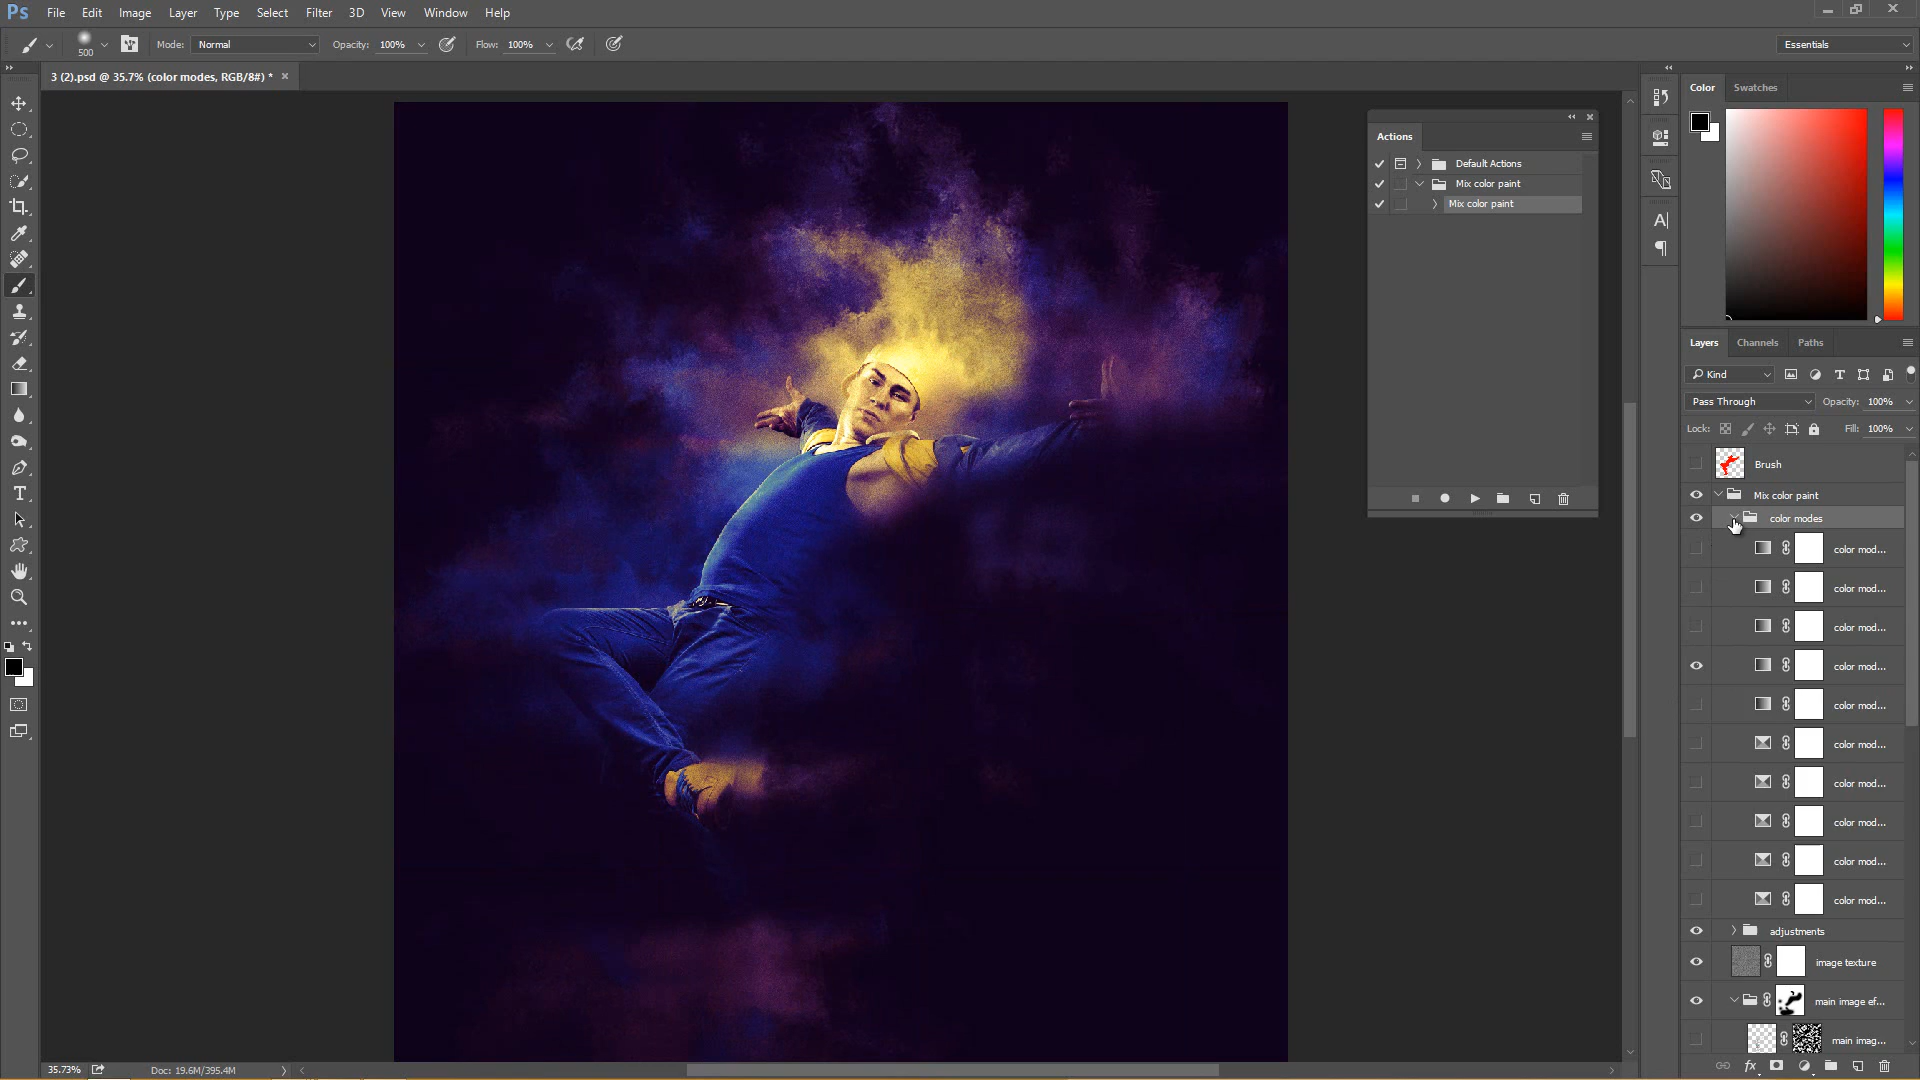 Ps File Edit Image Layer Type Select Filter 3D View Window Help
500 Mode: Normal Opacity: 100% Flow: 100% Essentials
3 (2).psd @ 35.7% (color modes, RGB/8#) *
Actions
Default Actions
Mix color paint
Mix color paint
Color Swatches
Layers Channels Paths
Kind
Pass Through Opacity: 100%
Lock: Fill: 100%
Brush
Mix color paint
color modes
color mod...
color mod...
color mod...
color mod...
color mod...
color mod...
color mod...
color mod...
color mod...
color mod...
adjustments
image texture
main image ef...
main imag...
35.73% Doc: 19.6M/395.4M